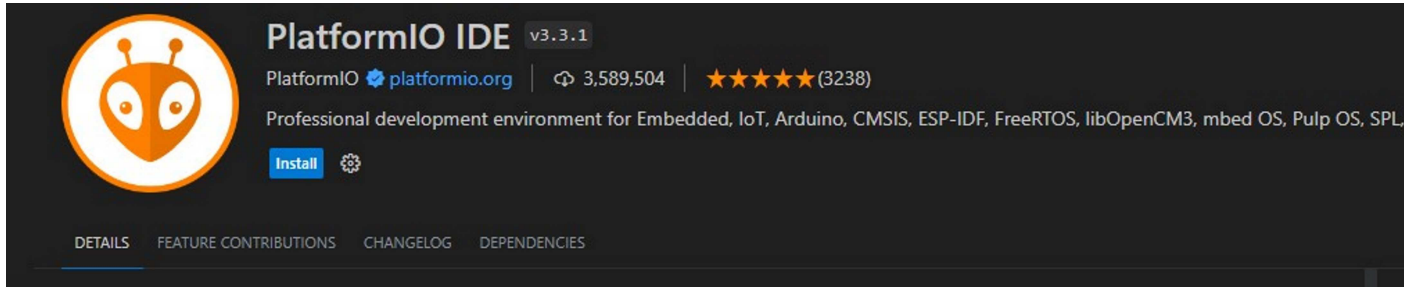 PlatformIO IDE v3.3.1
PlatformIO platformio.org 3,589,504 (3238)
Professional development environment for Embedded, IoT, Arduino, CMSIS, ESP-IDF, FreeRTOS, libOpenCM3, mbed OS, Pulp OS, SPL,
Install
DETAILS FEATURE CONTRIBUTIONS CHANGELOG DEPENDENCIES